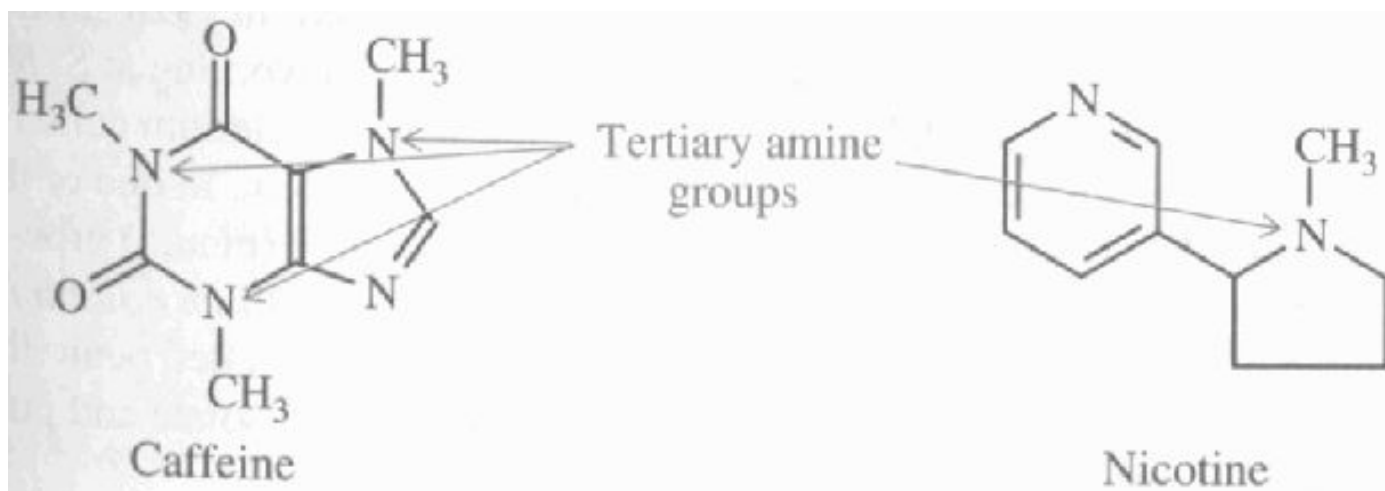 O
CH₃
H₃C
N
N
Tertiary amine
groups
O
N
N
CH₃
Caffeine
N
CH₃
N
Nicotine